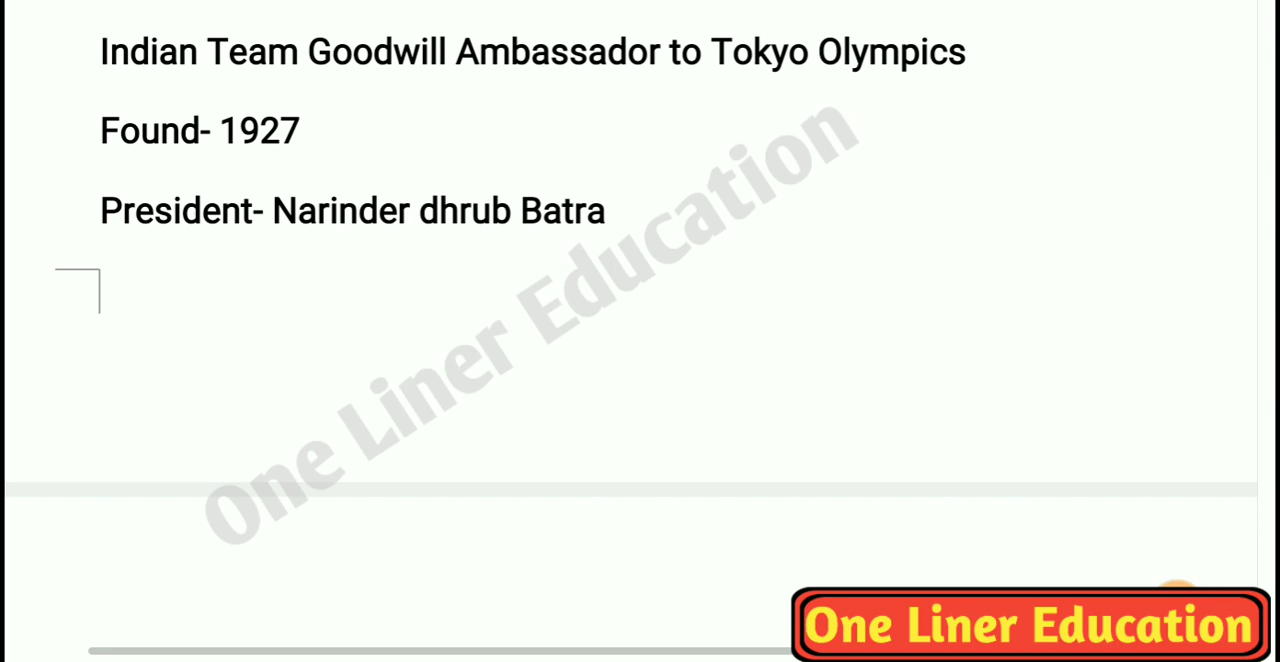 Indian Team Goodwill Ambassador to Tokyo Olympics
Found- 1927
President- Narinder dhrub Batra
One Liner Education
One Liner Education